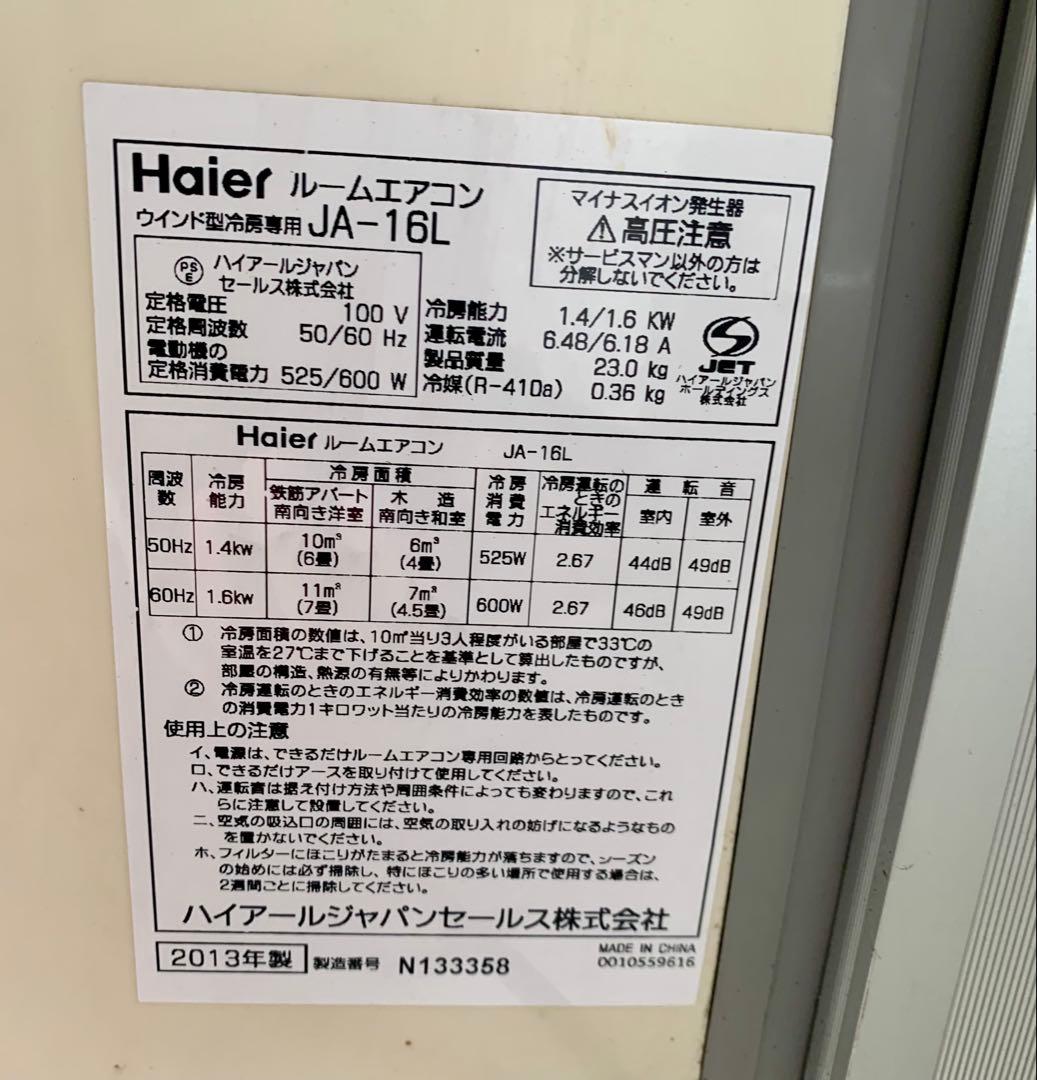 Haier ルームエアコン
ウインド型冷房専用 JA-16L
マイナスイオン発生器
⚠高圧注意
※サービスマン以外の方は
分解しないでください。
PSE ハイアールジャパン
セールス株式会社
定格電圧 100 V
定格周波数 50/60 Hz
電動機の
定格消費電力 525/600 W
冷房能力 1.4/1.6 KW
運転電流 6.48/6.18 A
製品質量 23.0 kg
冷媒(R-410a) 0.36 kg
JET
ハイアールジャパン
ホールディングス
株式会社
Haier ルームエアコン JA-16L
周波数 冷房能力 冷房面積 冷房消費電力 冷房運転のときのエネルギー消費効率 運転音
鉄筋アパート南向き洋室 木造南向き和室 室内 室外
50Hz 1.4kw 10m³(6畳) 6m³(4畳) 525W 2.67 44dB 49dB
60Hz 1.6kw 11m³(7畳) 7m³(4.5畳) 600W 2.67 46dB 49dB
① 冷房面積の数値は、10㎡当り3人程度がいる部屋で33℃の
室温を27℃まで下げることを基準として算出したものですが、
部屋の構造、熱源の有無等によりかわります。
② 冷房運転のときのエネルギー消費効率の数値は、冷房運転のとき
の消費電力1キロワット当たりの冷房能力を表したものです。
使用上の注意
イ、電源は、できるだけルームエアコン専用回路からとってください。
ロ、できるだけアースを取り付けて使用してください。
ハ、運転音は据え付け方法や周囲条件によっても変わりますので、これ
らに注意して設置してください。
ニ、空気の吸込口の周囲には、空気の取り入れの妨げになるようなもの
を置かないでください。
ホ、フィルターにほこりがたまると冷房能力が落ちますので、シーズン
の始めには必ず掃除し、特にほこりの多い場所で使用する場合は、
2週間ごとに掃除してください。
ハイアールジャパンセールス株式会社
2013年製 製造番号 N133358
MADE IN CHINA
0010559616